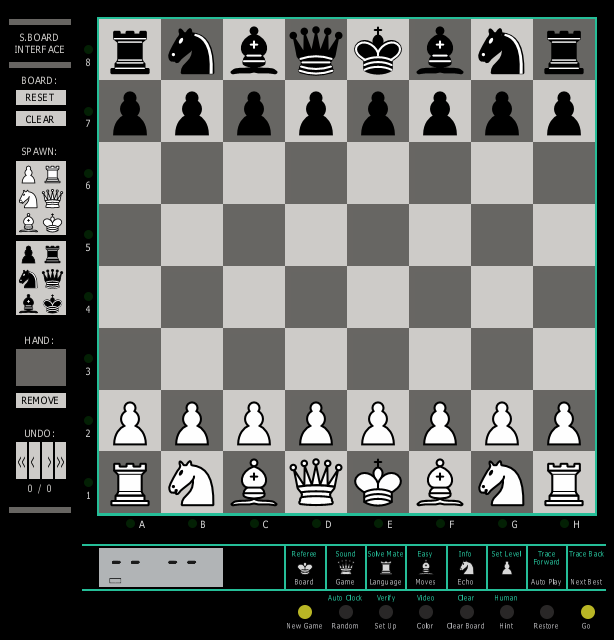 S.BOARD
INTERFACE
BOARD:
RESET
CLEAR
SPAWN:
HAND:
REMOVE
UNDO:
<< < > >>
0 / 0
8
7
6
5
4
3
2
1
A B C D E F G H
Referee Sound Solve Mate Easy Info Set Level Trace Forward Trace Back
Board Game Language Moves Echo Auto Play Next Best
Auto Clock Verify Video Clear Human
New Game Random Set Up Color Clear Board Hint Restore Go